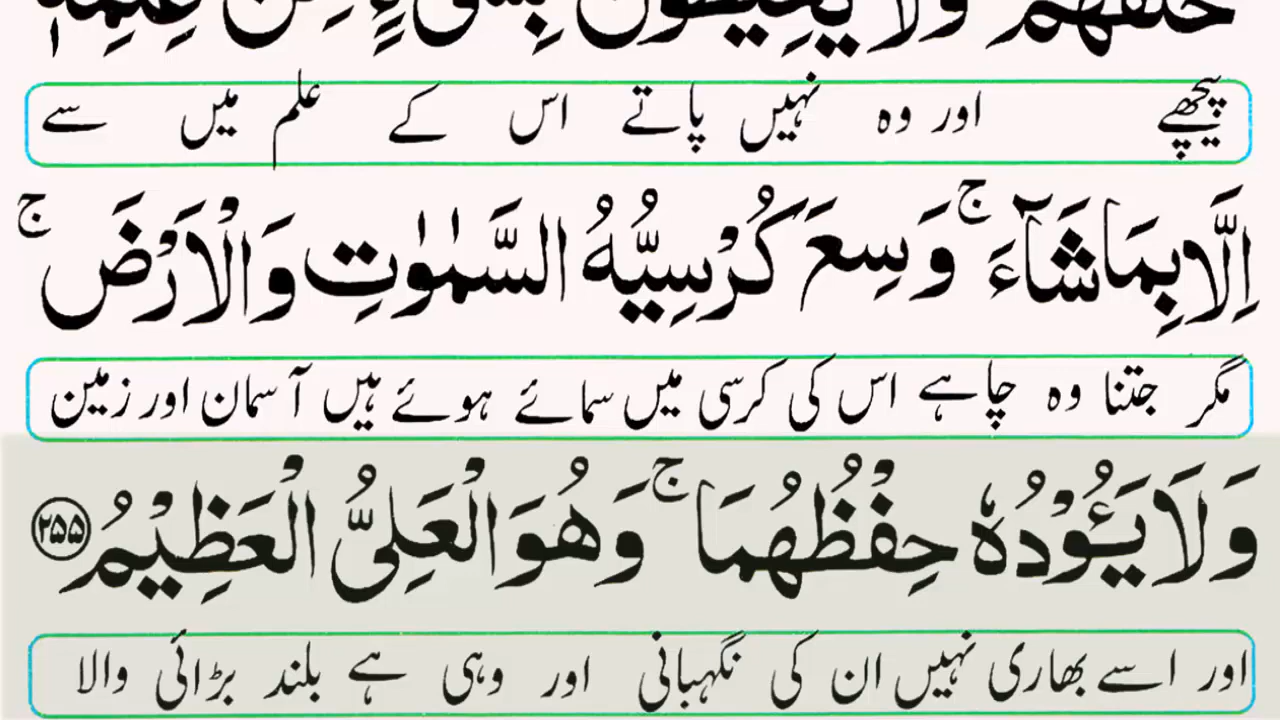 خَلْفَهُمْ وَلَا يُحِيْطُوْنَ بِشَيْءٍ مِّنْ عِلْمِهٖٓ
پیچھے اور وہ نہیں پاتے اس کے علم میں سے
اِلَّا بِمَا شَآءَ ۚ وَسِعَ كُرْسِيُّهُ السَّمٰوٰتِ وَالْاَرْضَ ۚ
مگر جتنا وہ چاہے اس کی کرسی میں سمائے ہوئے ہیں آسمان اور زمین
وَلَا يَـُٔوْدُهٗ حِفْظُهُمَا ۚ وَهُوَ الْعَلِيُّ الْعَظِيْمُ ۝۲۵۵
اور اسے بھاری نہیں ان کی نگہبانی اور وہی ہے بلند بڑائی والا